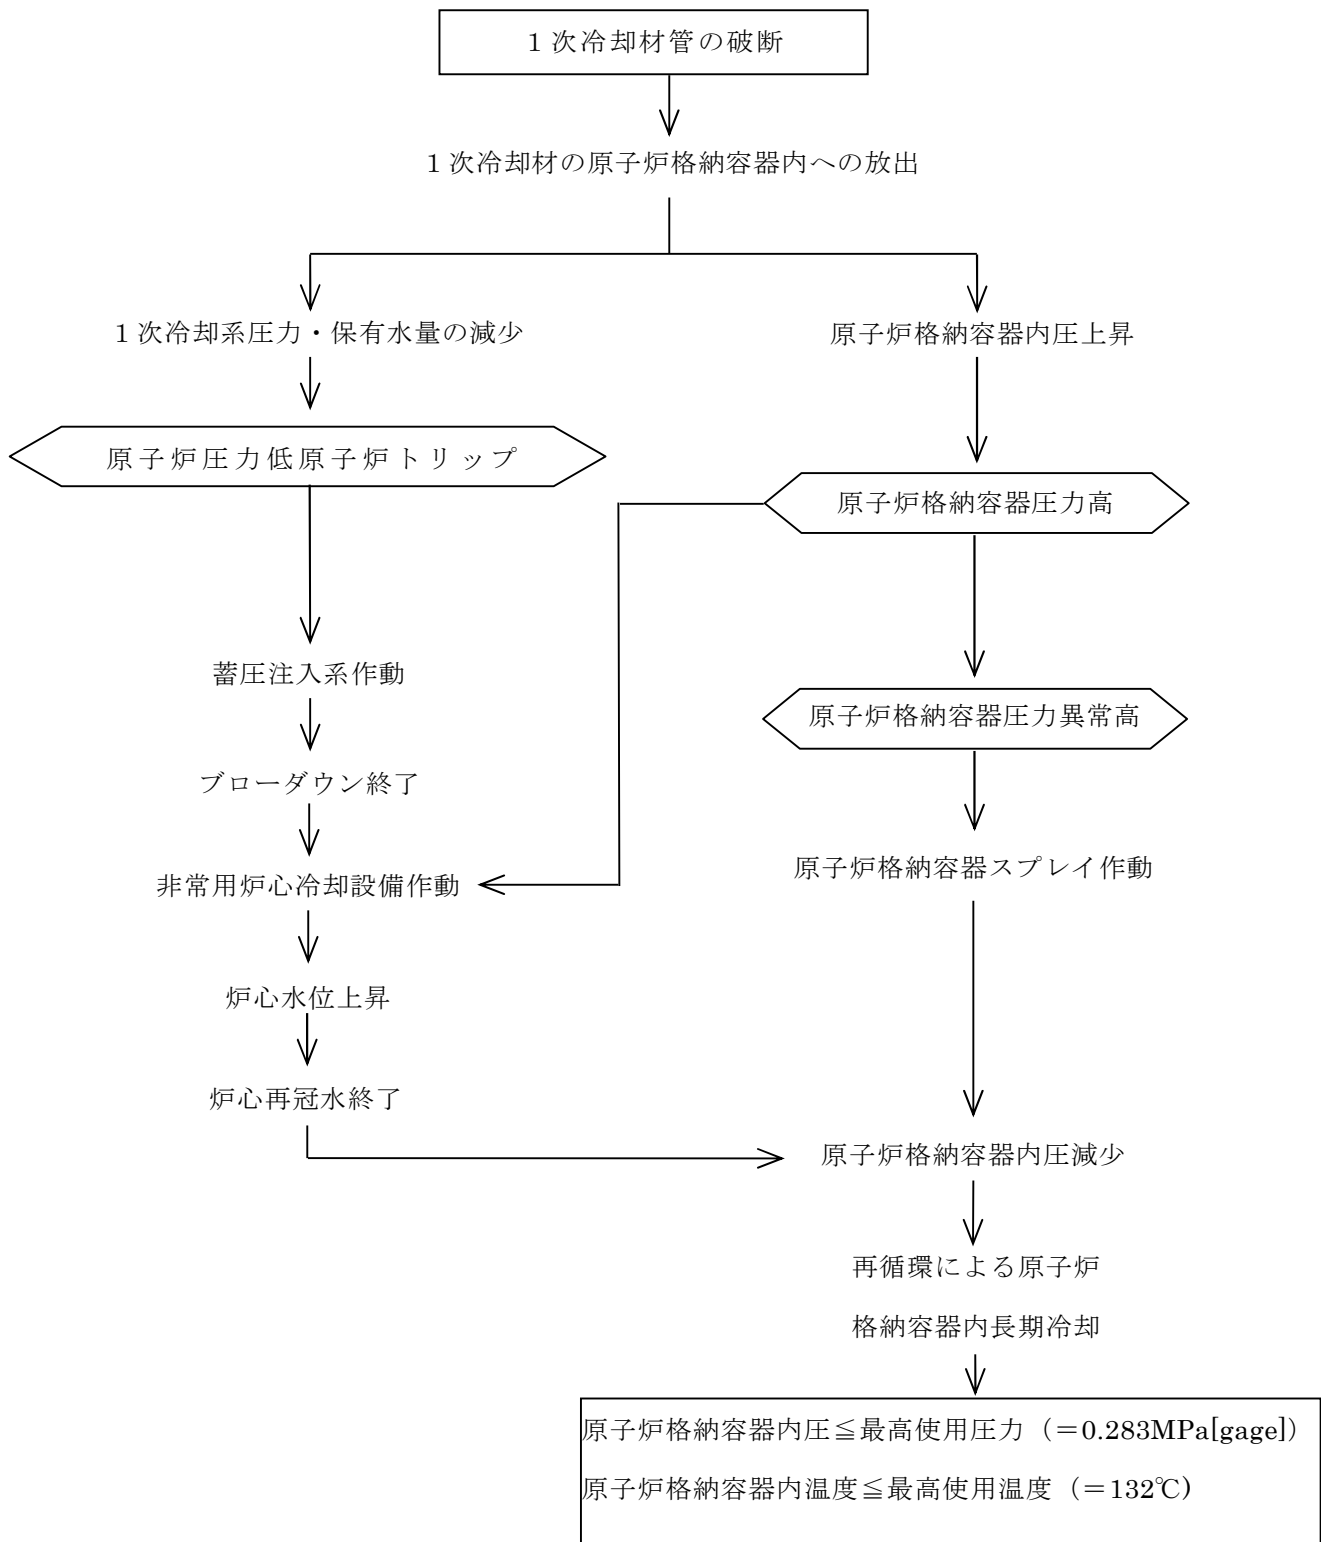 １次冷却材管の破断
１次冷却材の原子炉格納容器内への放出
１次冷却系圧力・保有水量の減少
原子炉格納容器内圧上昇
原子炉圧力低原子炉トリップ
原子炉格納容器圧力高
蓄圧注入系作動
原子炉格納容器圧力異常高
ブローダウン終了
原子炉格納容器スプレイ作動
非常用炉心冷却設備作動
炉心水位上昇
炉心再冠水終了
原子炉格納容器内圧減少
再循環による原子炉
格納容器内長期冷却
原子炉格納容器内圧≦最高使用圧力（＝0.283MPa[gage]）
原子炉格納容器内温度≦最高使用温度（＝132℃）